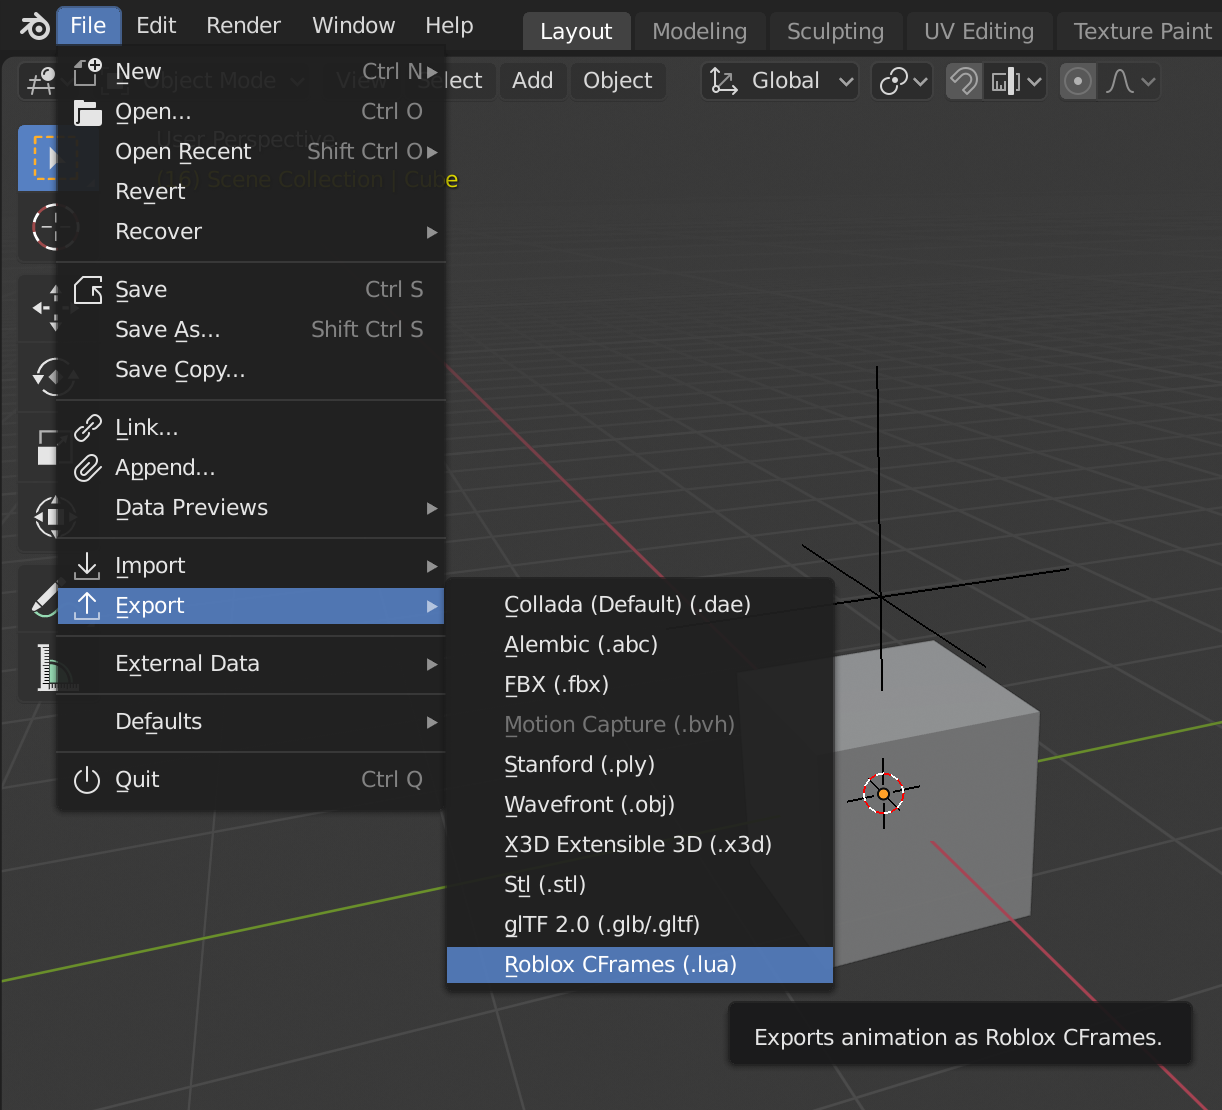 File Edit Render Window Help Layout Modeling Sculpting UV Editing Texture Paint
Object Mode View Select Add Object Global
User Perspective
(16) Scene Collection | Cube
New Ctrl N
Open... Ctrl O
Open Recent Shift Ctrl O
Revert
Recover
Save Ctrl S
Save As... Shift Ctrl S
Save Copy...
Link...
Append...
Data Previews
Import
Export
External Data
Defaults
Quit Ctrl Q
Collada (Default) (.dae)
Alembic (.abc)
FBX (.fbx)
Motion Capture (.bvh)
Stanford (.ply)
Wavefront (.obj)
X3D Extensible 3D (.x3d)
Stl (.stl)
glTF 2.0 (.glb/.gltf)
Roblox CFrames (.lua)
Exports animation as Roblox CFrames.